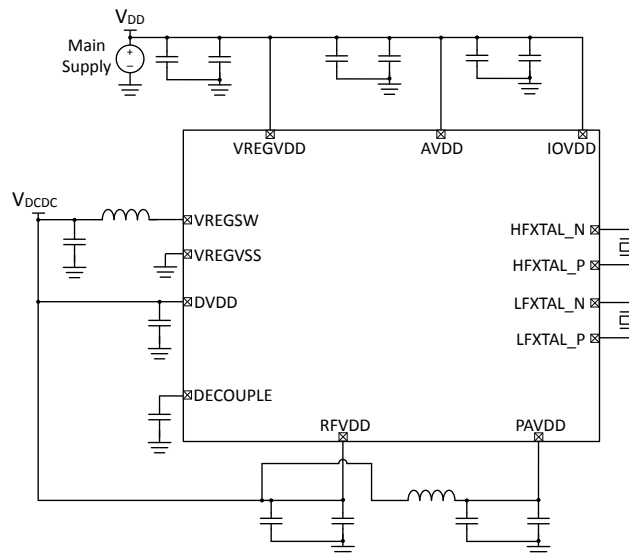 VDD
Main
Supply
+
−
VREGVDD
AVDD
IOVDD
VDCDC
VREGSW
HFXTAL_N
VREGVSS
HFXTAL_P
DVDD
LFXTAL_N
LFXTAL_P
DECOUPLE
RFVDD
PAVDD